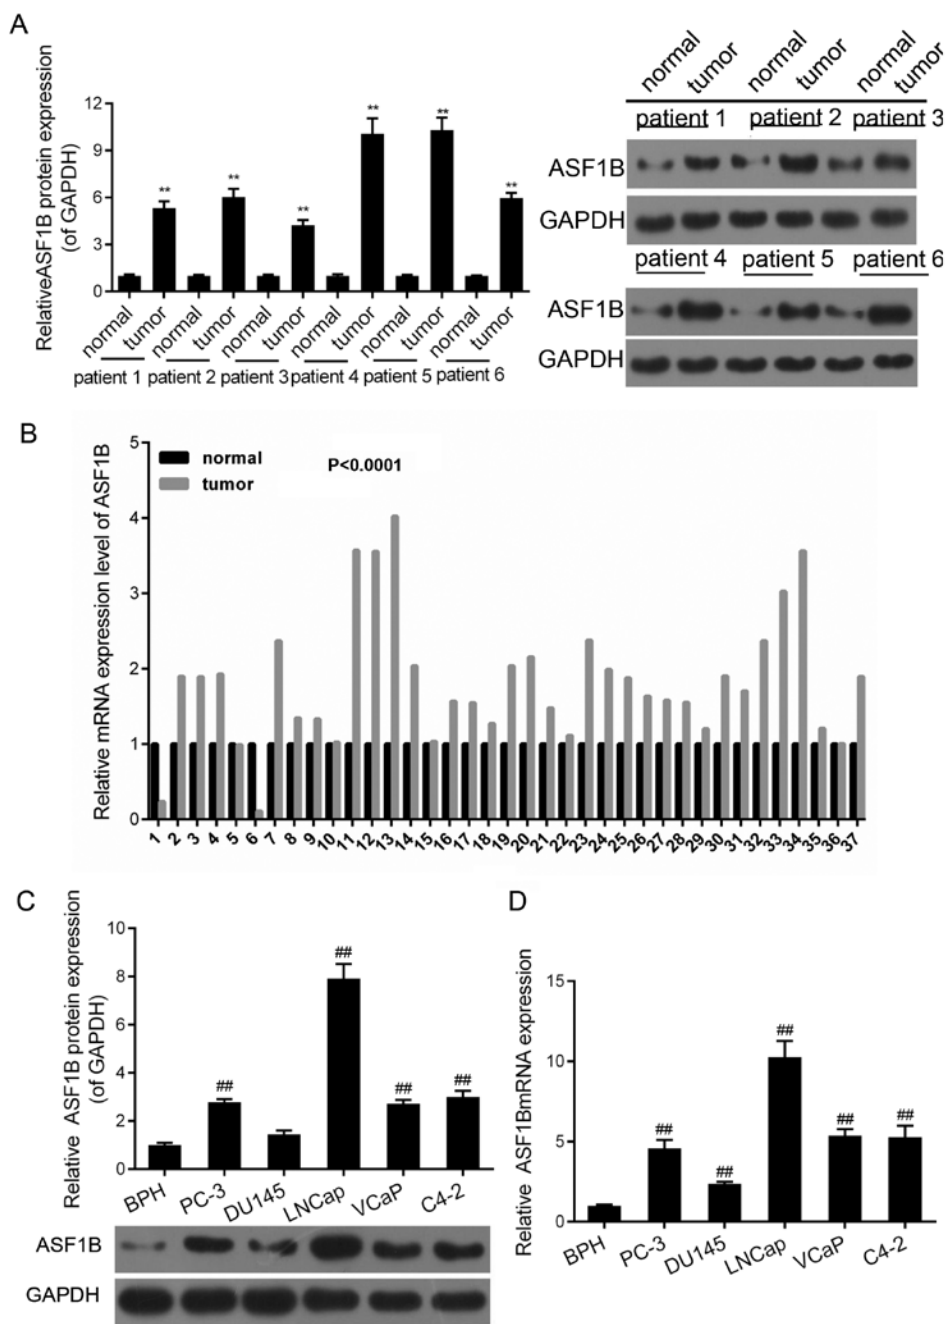 A
RelativeASF1B protein expression
(of GAPDH)
12
9
6
3
0
** ** ** ** ** **
normal tumor normal tumor normal tumor normal tumor normal tumor normal tumor
patient 1 patient 2 patient 3 patient 4 patient 5 patient 6
normal tumor normal tumor normal tumor
patient 1 patient 2 patient 3
ASF1B
GAPDH
patient 4 patient 5 patient 6
ASF1B
GAPDH
B
Relative mRNA expression level of ASF1B
5
4
3
2
1
0
normal
tumor
P<0.0001
1 2 3 4 5 6 7 8 9 10 11 12 13 14 15 16 17 18 19 20 21 22 23 24 25 26 27 28 29 30 31 32 33 34 35 36 37
C
Relative ASF1B protein expression
(of GAPDH)
10
8
6
4
2
0
## ## ## ##
BPH PC-3 DU145 LNCap VCaP C4-2
ASF1B
GAPDH
D
Relative ASF1BmRNA expression
15
10
5
0
## ## ## ## ##
BPH PC-3 DU145 LNCap VCaP C4-2